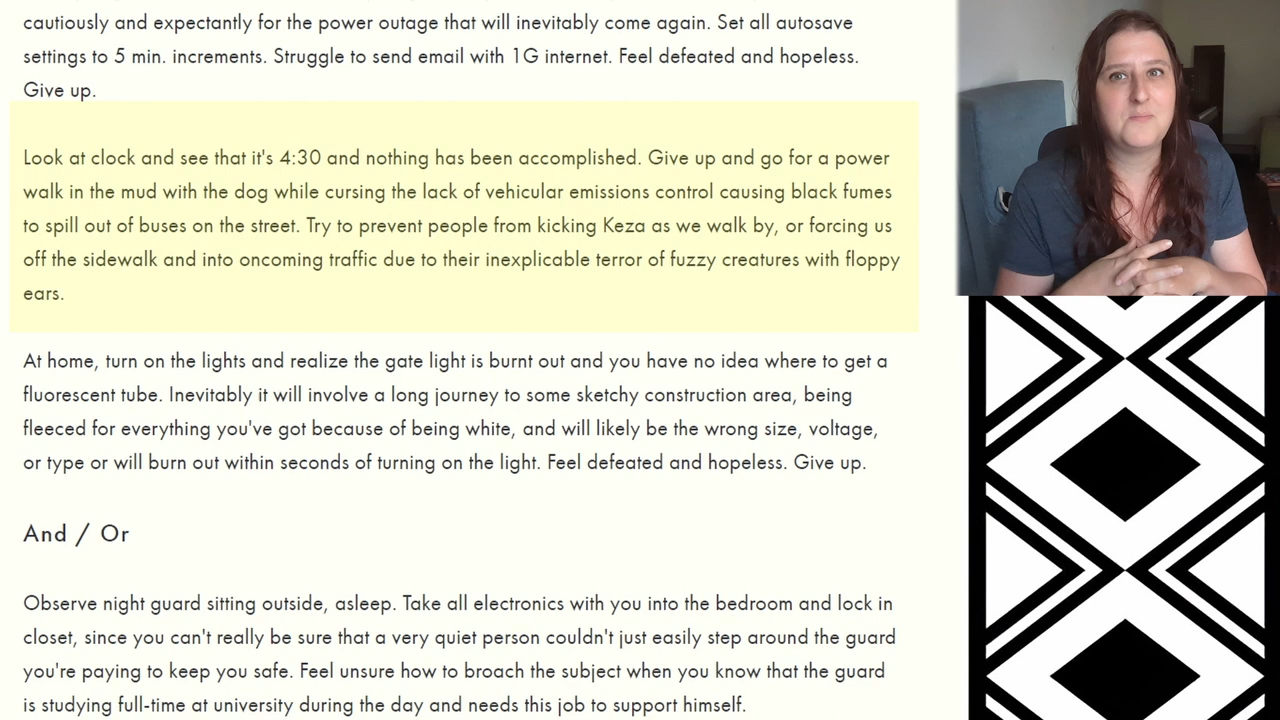 cautiously and expectantly for the power outage that will inevitably come again. Set all autosave
settings to 5 min. increments. Struggle to send email with 1G internet. Feel defeated and hopeless.
Give up.
Look at clock and see that it's 4:30 and nothing has been accomplished. Give up and go for a power
walk in the mud with the dog while cursing the lack of vehicular emissions control causing black fumes
to spill out of buses on the street. Try to prevent people from kicking Keza as we walk by, or forcing us
off the sidewalk and into oncoming traffic due to their inexplicable terror of fuzzy creatures with floppy
ears.
At home, turn on the lights and realize the gate light is burnt out and you have no idea where to get a
fluorescent tube. Inevitably it will involve a long journey to some sketchy construction area, being
fleeced for everything you've got because of being white, and will likely be the wrong size, voltage,
or type or will burn out within seconds of turning on the light. Feel defeated and hopeless. Give up.
And / Or
Observe night guard sitting outside, asleep. Take all electronics with you into the bedroom and lock in
closet, since you can't really be sure that a very quiet person couldn't just easily step around the guard
you're paying to keep you safe. Feel unsure how to broach the subject when you know that the guard
is studying full-time at university during the day and needs this job to support himself.